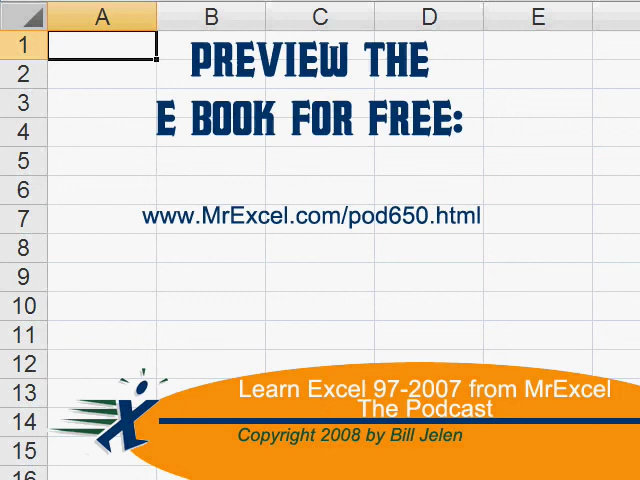 A B C D E
1
PREVIEW THE
2
3
E BOOK FOR FREE:
4
5
6
www.MrExcel.com/pod650.html
7
8
9
10
11
12
13
Learn Excel 97-2007 from MrExcel
The Podcast
14
Copyright 2008 by Bill Jelen
15
16